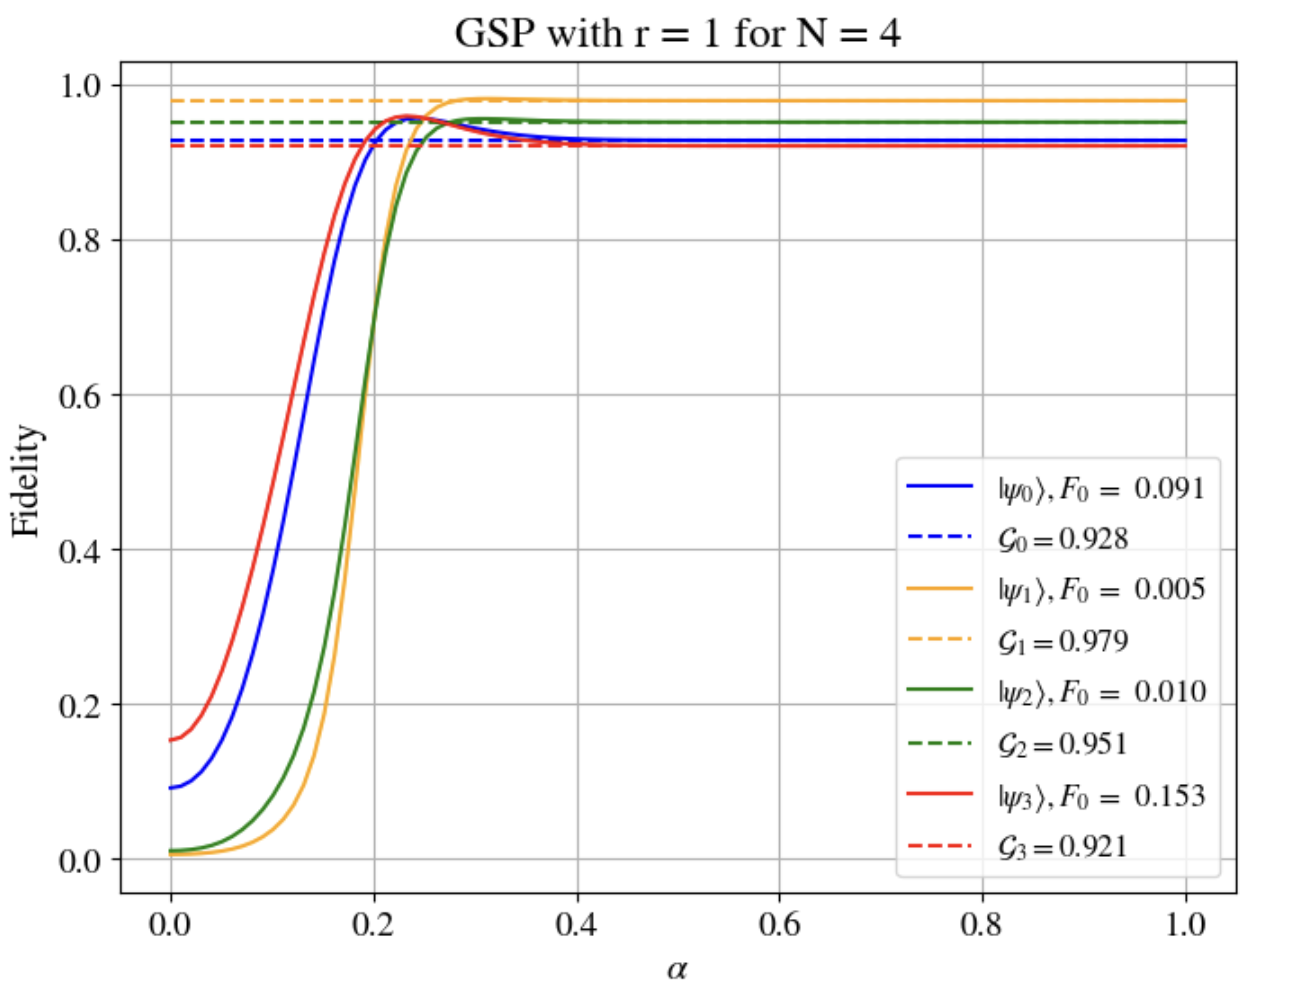 GSP with r = 1 for N = 4
Fidelity
1.0
0.8
0.6
0.4
0.2
0.0
|ψ₀⟩, F₀ = 0.091
𝒢₀ = 0.928
|ψ₁⟩, F₀ = 0.005
𝒢₁ = 0.979
|ψ₂⟩, F₀ = 0.010
𝒢₂ = 0.951
|ψ₃⟩, F₀ = 0.153
𝒢₃ = 0.921
0.0 0.2 0.4 0.6 0.8 1.0
α